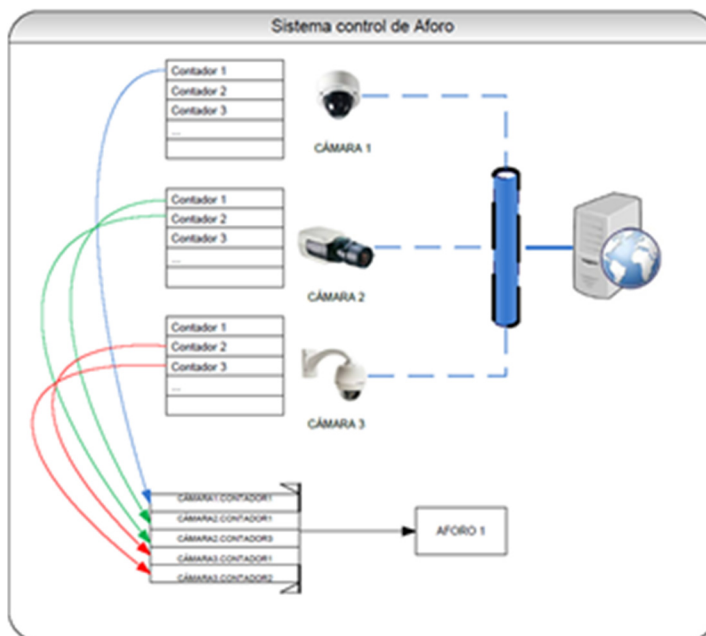 Sistema control de Aforo
Contador 1
Contador 2
Contador 3
...
CÁMARA 1
Contador 1
Contador 2
Contador 3
...
CÁMARA 2
Contador 1
Contador 2
Contador 3
...
CÁMARA 3
CÁMARA1.CONTADOR1
CÁMARA2.CONTADOR1
CÁMARA2.CONTADOR3
CÁMARA3.CONTADOR1
CÁMARA3.CONTADOR2
AFORO 1